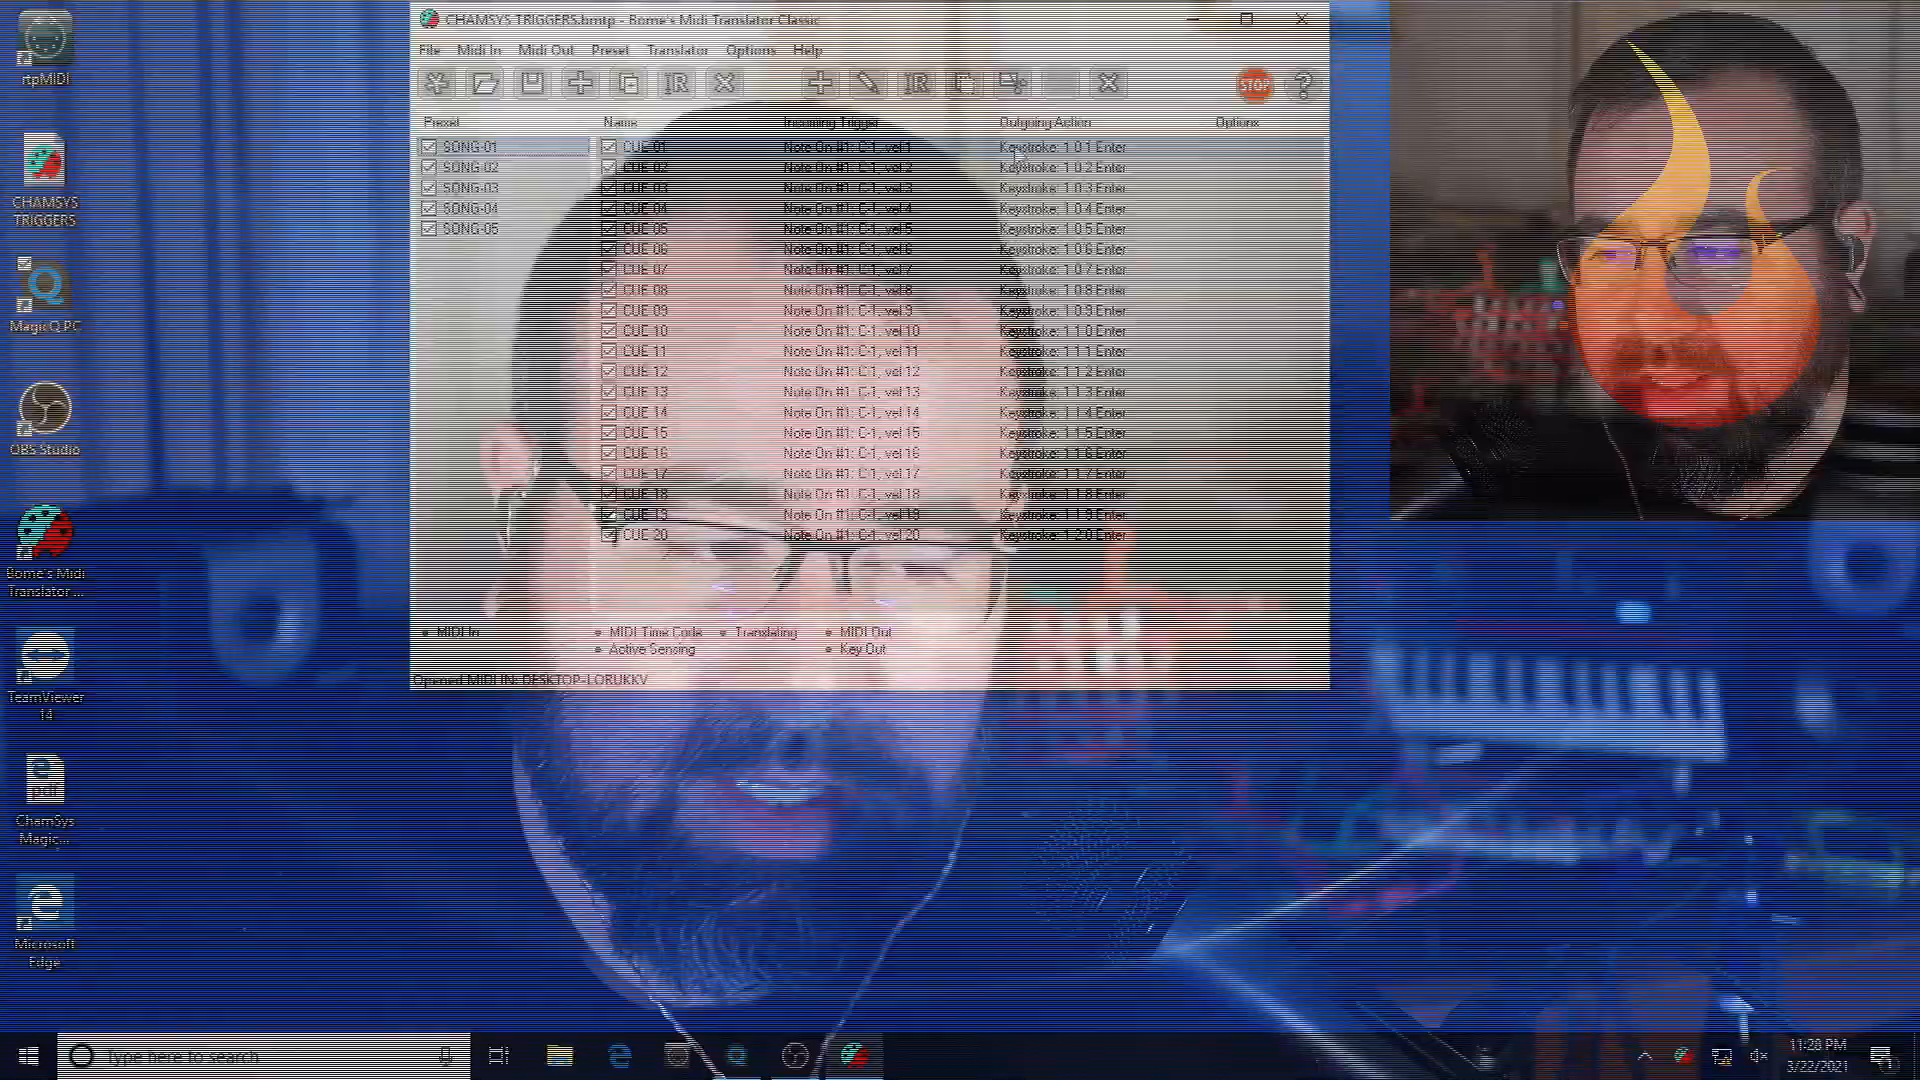 rtpMIDI
CHAMSYS
TRIGGERS
MagicQ PC
OBS Studio
Bome's Midi
Translator ...
TeamViewer
14
ChamSys
Magic...
Microsoft
Edge
CHAMSYS TRIGGERS.bmtp - Bome's Midi Translator Classic
File Midi In Midi Out Preset Translator Options Help
IR IR STOP ?
Preset Name Incoming Trigger Outgoing Action Options
SONG-01 CUE 01 Note On #1: C-1, vel 1 Keystroke: 1 0 1 Enter
SONG-02 CUE 02 Note On #1: C-1, vel 2 Keystroke: 1 0 2 Enter
SONG-03 CUE 03 Note On #1: C-1, vel 3 Keystroke: 1 0 3 Enter
SONG-04 CUE 04 Note On #1: C-1, vel 4 Keystroke: 1 0 4 Enter
SONG-05 CUE 05 Note On #1: C-1, vel 5 Keystroke: 1 0 5 Enter
CUE 06 Note On #1: C-1, vel 6 Keystroke: 1 0 6 Enter
CUE 07 Note On #1: C-1, vel 7 Keystroke: 1 0 7 Enter
CUE 08 Note On #1: C-1, vel 8 Keystroke: 1 0 8 Enter
CUE 09 Note On #1: C-1, vel 9 Keystroke: 1 0 9 Enter
CUE 10 Note On #1: C-1, vel 10 Keystroke: 1 1 0 Enter
CUE 11 Note On #1: C-1, vel 11 Keystroke: 1 1 1 Enter
CUE 12 Note On #1: C-1, vel 12 Keystroke: 1 1 2 Enter
CUE 13 Note On #1: C-1, vel 13 Keystroke: 1 1 3 Enter
CUE 14 Note On #1: C-1, vel 14 Keystroke: 1 1 4 Enter
CUE 15 Note On #1: C-1, vel 15 Keystroke: 1 1 5 Enter
CUE 16 Note On #1: C-1, vel 16 Keystroke: 1 1 6 Enter
CUE 17 Note On #1: C-1, vel 17 Keystroke: 1 1 7 Enter
CUE 18 Note On #1: C-1, vel 18 Keystroke: 1 1 8 Enter
CUE 19 Note On #1: C-1, vel 19 Keystroke: 1 1 9 Enter
CUE 20 Note On #1: C-1, vel 20 Keystroke: 1 2 0 Enter
MIDI In MIDI Time Code Translating MIDI Out
Active Sensing Key Out
Opened MIDI IN: DESKTOP-LORUKKV
Type here to search
11:28 PM
3/22/2021